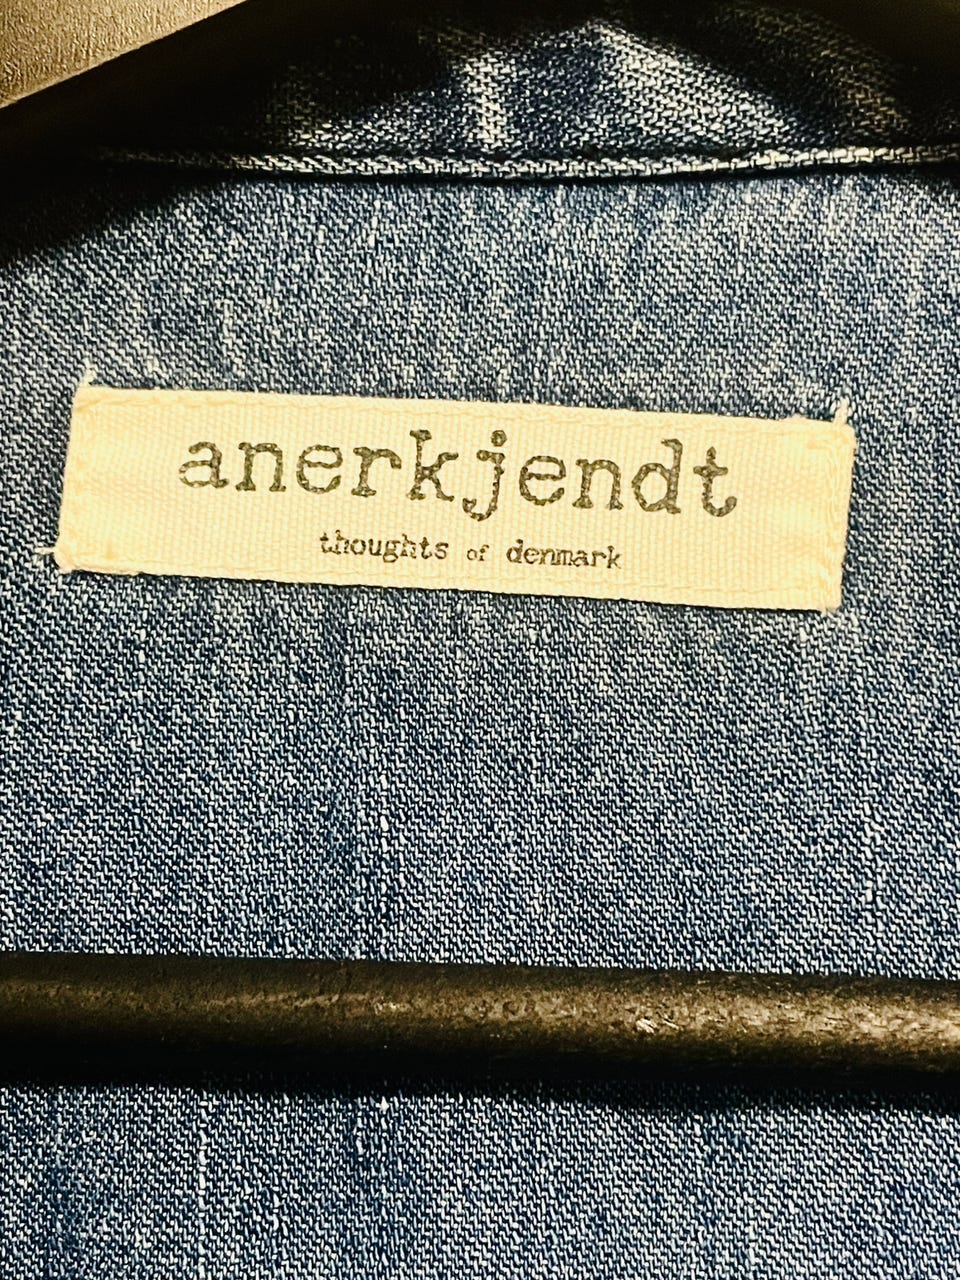 anerkjendt
thoughts of denmark